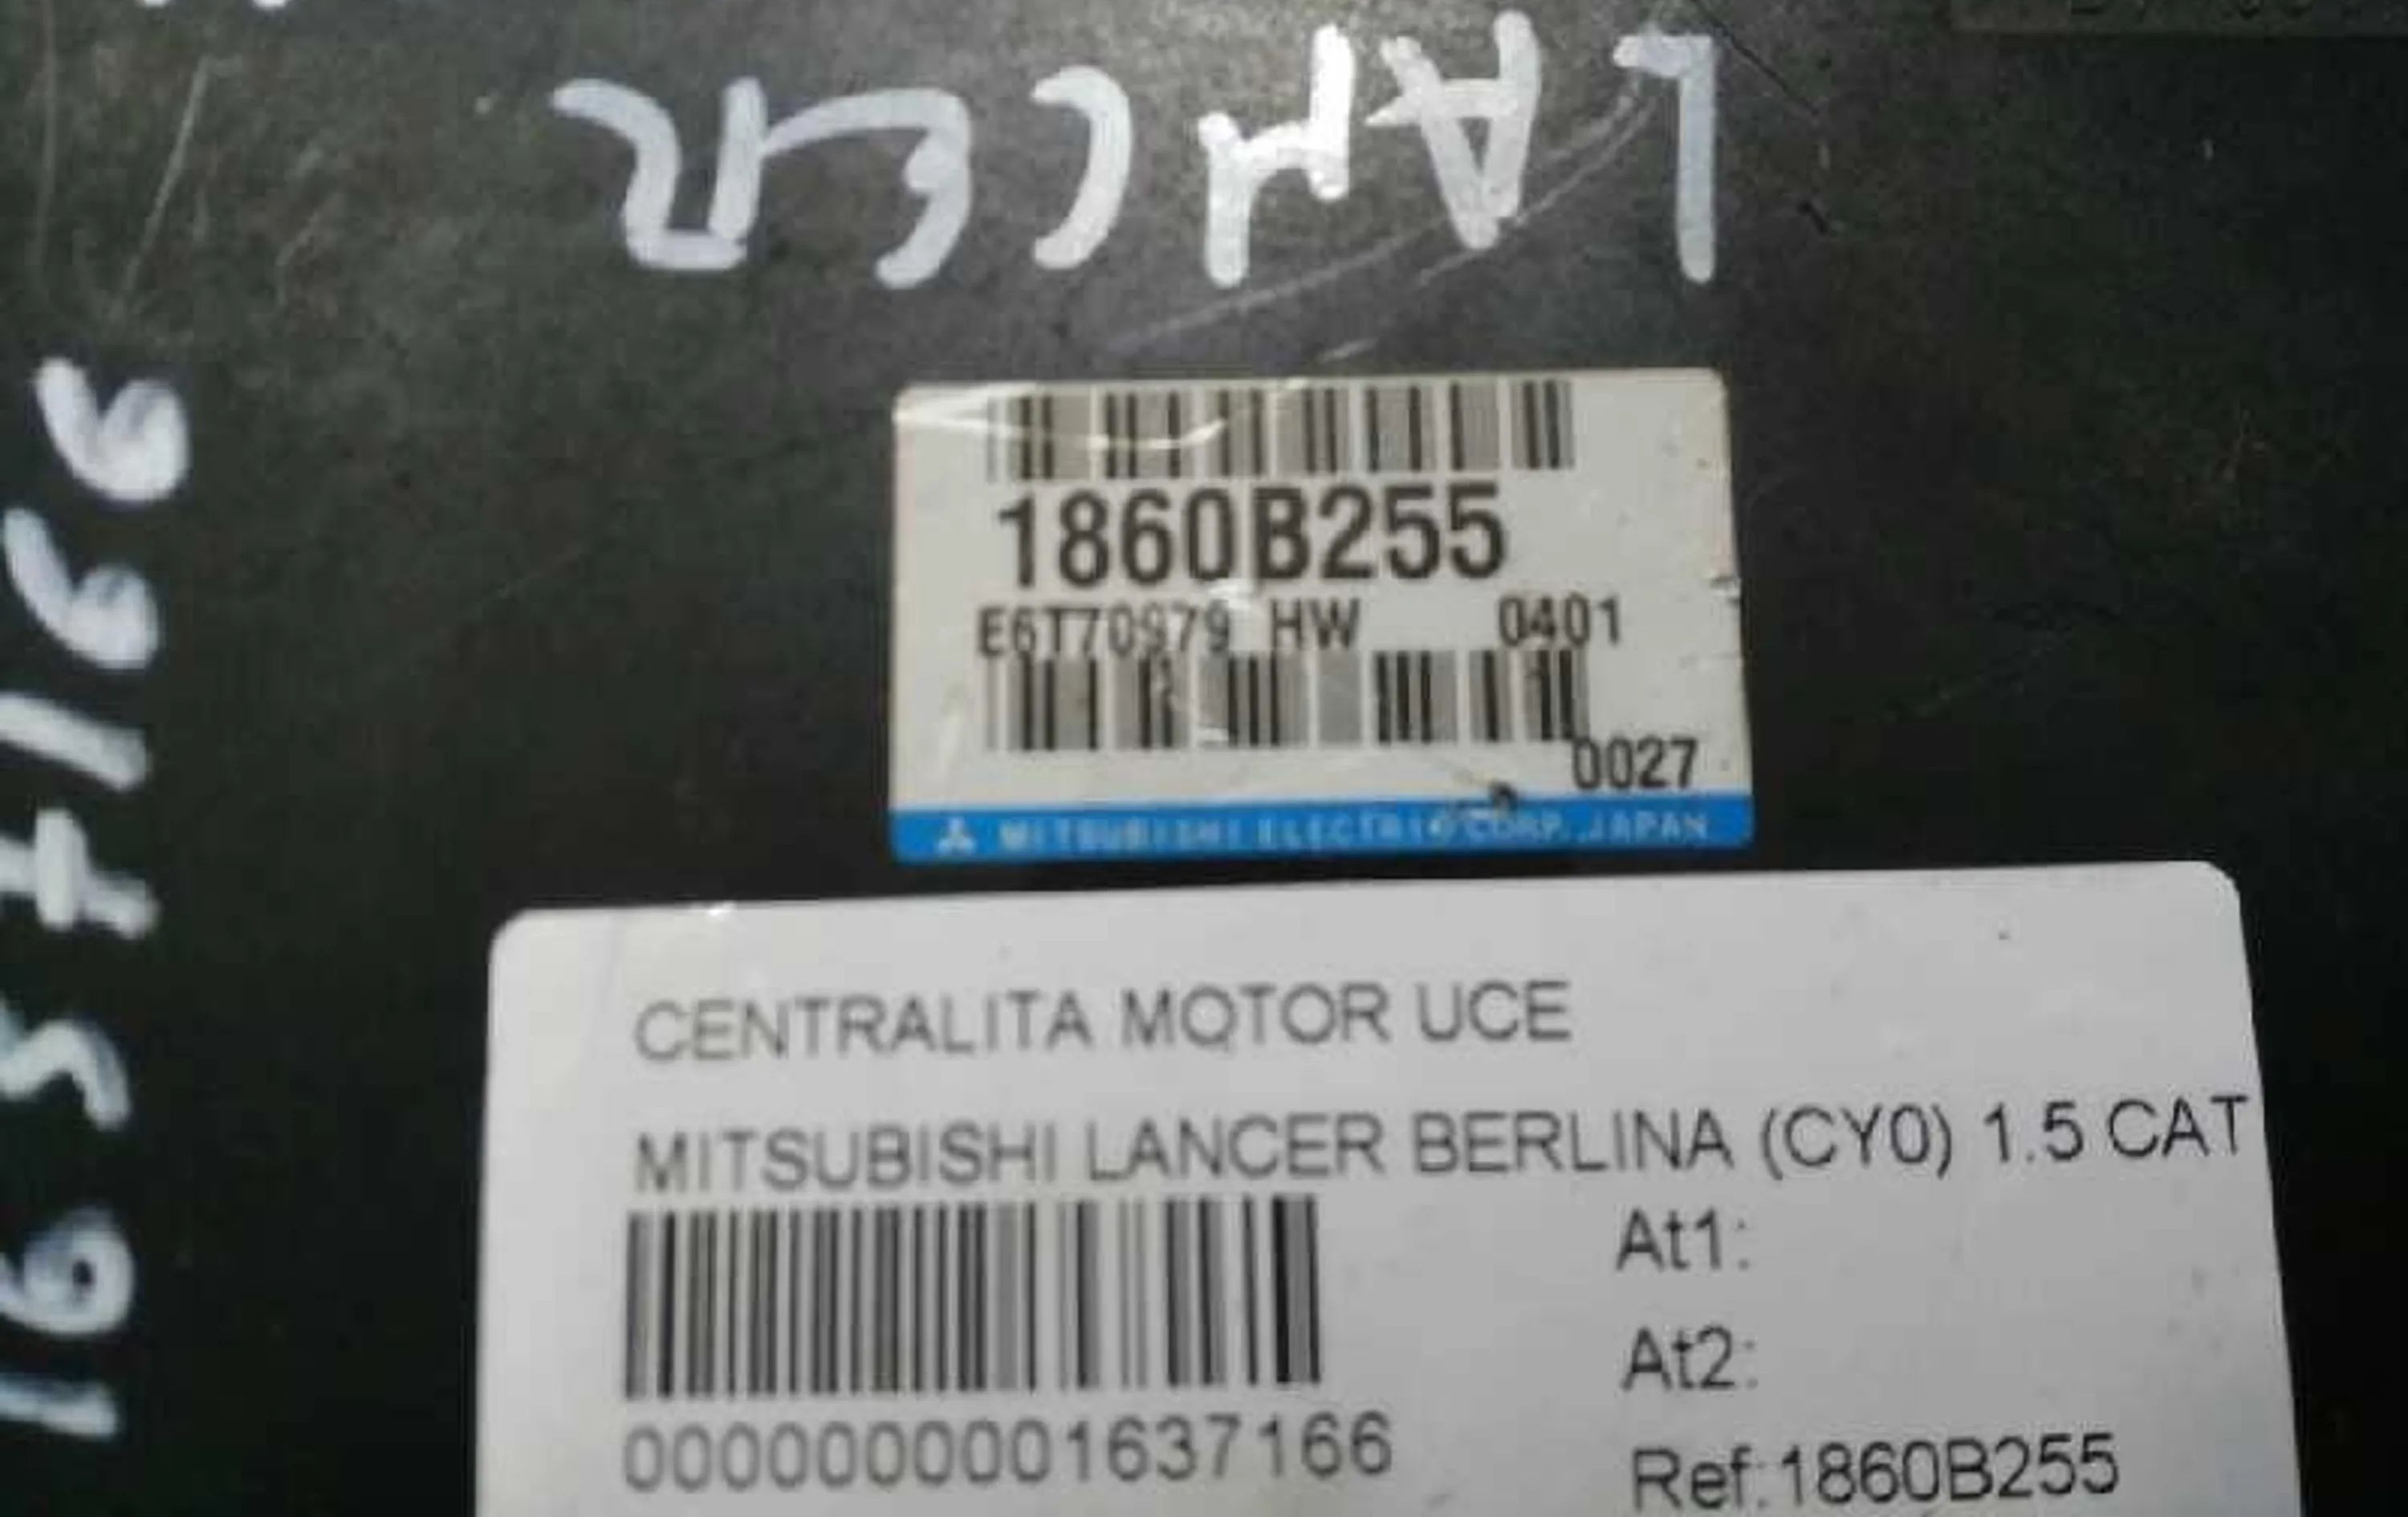 LANCER
1860B255
E6T70979 HW 0401
0027
MITSUBISHI ELECTRIC CORP. JAPAN
1637166
CENTRALITA MOTOR UCE
MITSUBISHI LANCER BERLINA (CY0) 1.5 CAT
At1:
At2:
0000000001637166
Ref:1860B255